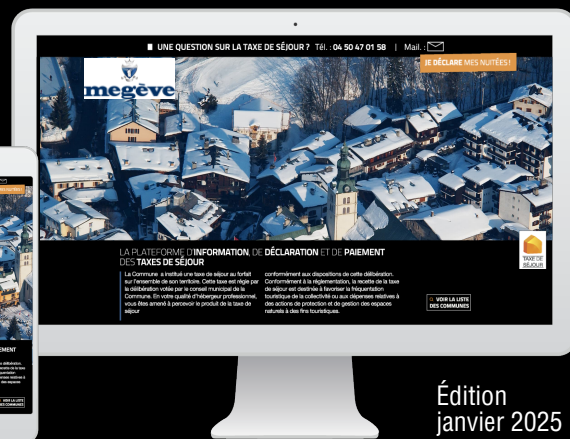 UNE QUESTION SUR LA TAXE DE SÉJOUR ? Tél. : 04 50 47 01 58 | Mail. :
JE DÉCLARE MES NUITÉES !
megève
LA PLATEFORME D'INFORMATION, DE DÉCLARATION ET DE PAIEMENT
DES TAXES DE SÉJOUR
La Commune a institué une taxe de séjour au forfait
sur l'ensemble de son territoire. Cette taxe est régie par
la délibération votée par le conseil municipal de la
Commune. En votre qualité d'hébergeur professionnel,
vous êtes amené à percevoir le produit de la taxe de
séjour
conformément aux dispositions de cette délibération.
Conformément à la réglementation, la recette de la taxe
de séjour est destinée à favoriser la fréquentation
touristique de la collectivité ou aux dépenses relatives à
des actions de protection et de gestion des espaces
naturels à des fins touristiques.
TAXE DE
SÉJOUR
VOIR LA LISTE
DES COMMUNES
VOIR LA LISTE
DES COMMUNES
Édition
janvier 2025